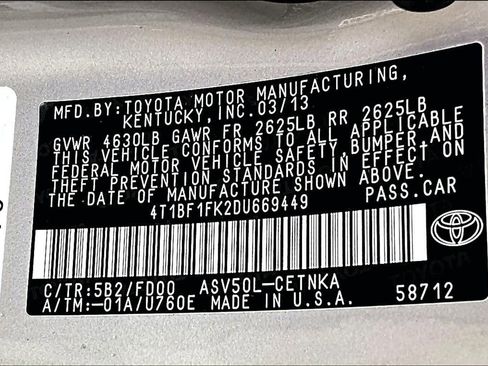 MFD. BY: TOYOTA MOTOR MANUFACTURING,
KENTUCKY, INC. 03/13
GVWR 4630LB GAWR FR 2625LB RR 2625LB
THIS VEHICLE CONFORMS TO ALL APPLICABLE
FEDERAL MOTOR VEHICLE SAFETY, BUMPER, AND
THEFT PREVENTION STANDARDS IN EFFECT ON
THE DATE OF MANUFACTURE SHOWN ABOVE.
4T1BF1FK2DU669449 PASS.CAR
C/TR:5B2/FD00 ASV50L-CETNKA
A/TM:-01A/U760E MADE IN U.S.A. 58712